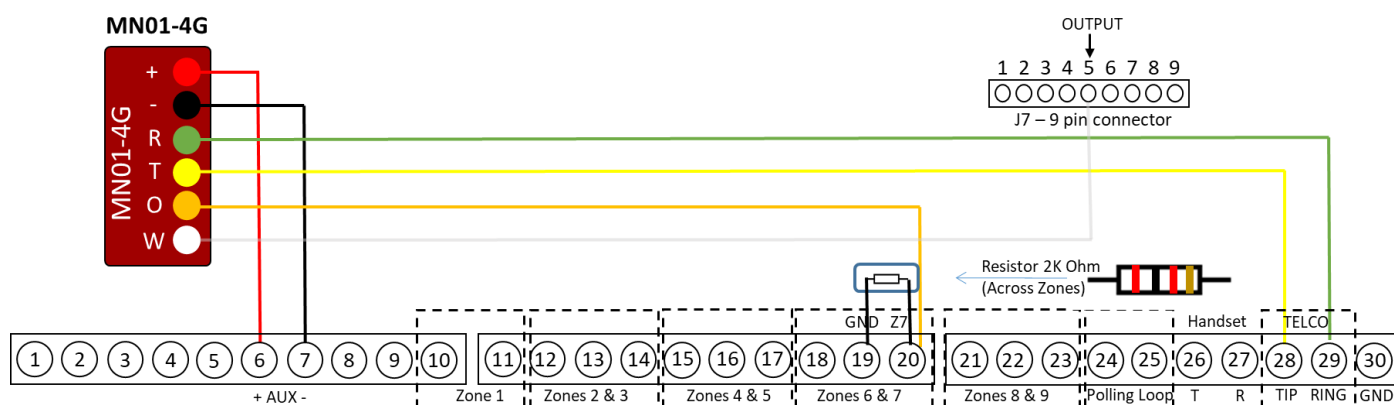 MN01-4G
MN01-4G
+
-
R
T
O
W
OUTPUT
1 2 3 4 5 6 7 8 9
J7 – 9 pin connector
Resistor 2K Ohm
(Across Zones)
GND Z7
Handset
TELCO
1 2 3 4 5 6 7 8 9 10 11 12 13 14 15 16 17 18 19 20 21 22 23 24 25 26 27 28 29 30
+ AUX -
Zone 1
Zones 2 & 3
Zones 4 & 5
Zones 6 & 7
Zones 8 & 9
Polling Loop
T R
TIP RING GND